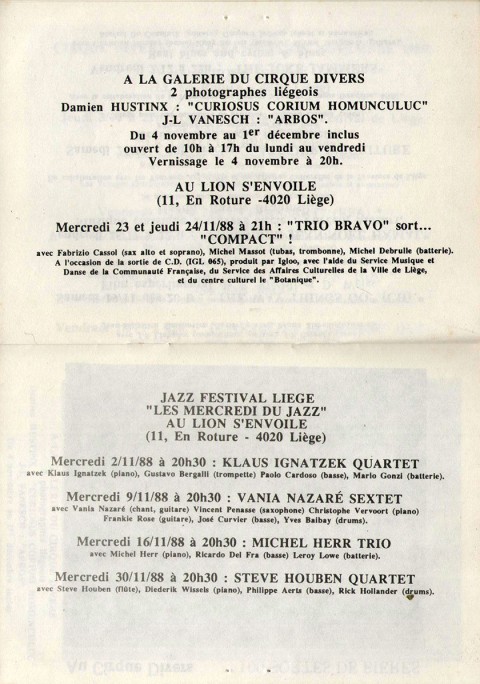 A LA GALERIE DU CIRQUE DIVERS
2 photographes liégeois
Damien HUSTINX : "CURIOSUS CORIUM HOMUNCULUC"
J-L VANESCH : "ARBOS".
Du 4 novembre au 1er décembre inclus
ouvert de 10h à 17h du lundi au vendredi
Vernissage le 4 novembre à 20h.
AU LION S'ENVOILE
(11, En Roture -4020 Liège)
Mercredi 23 et jeudi 24/11/88 à 21h : "TRIO BRAVO" sort...
"COMPACT" !
avec Fabrizio Cassol (sax alto et soprano), Michel Massot (tubas, trombonne), Michel Debrulle (batterie).
A l'occasion de la sortie de C.D. (IGL 065), produit par Igloo, avec l'aide du Service Musique et
Danse de la Communauté Française, du Service des Affaires Culturelles de la Ville de Liège,
et du centre culturel le "Botanique".
JAZZ FESTIVAL LIEGE
"LES MERCREDI DU JAZZ"
AU LION S'ENVOILE
(11, En Roture - 4020 Liège)
Mercredi 2/11/88 à 20h30 : KLAUS IGNATZEK QUARTET
avec Klaus Ignatzek (piano), Gustavo Bergalli (trompette) Paolo Cardoso (basse), Mario Gonzi (batterie).
Mercredi 9/11/88 à 20h30 : VANIA NAZARÉ SEXTET
avec Vania Nazaré (chant, guitare) Vincent Penasse (saxophone) Christophe Vervoort (piano)
Frankie Rose (guitare), José Curvier (basse), Yves Baibay (drums).
Mercredi 16/11/88 à 20h30 : MICHEL HERR TRIO
avec Michel Herr (piano), Ricardo Del Fra (basse) Leroy Lowe (batterie).
Mercredi 30/11/88 à 20h30 : STEVE HOUBEN QUARTET
avec Steve Houben (flûte), Diederik Wissels (piano), Philippe Aerts (basse), Rick Hollander (drums).